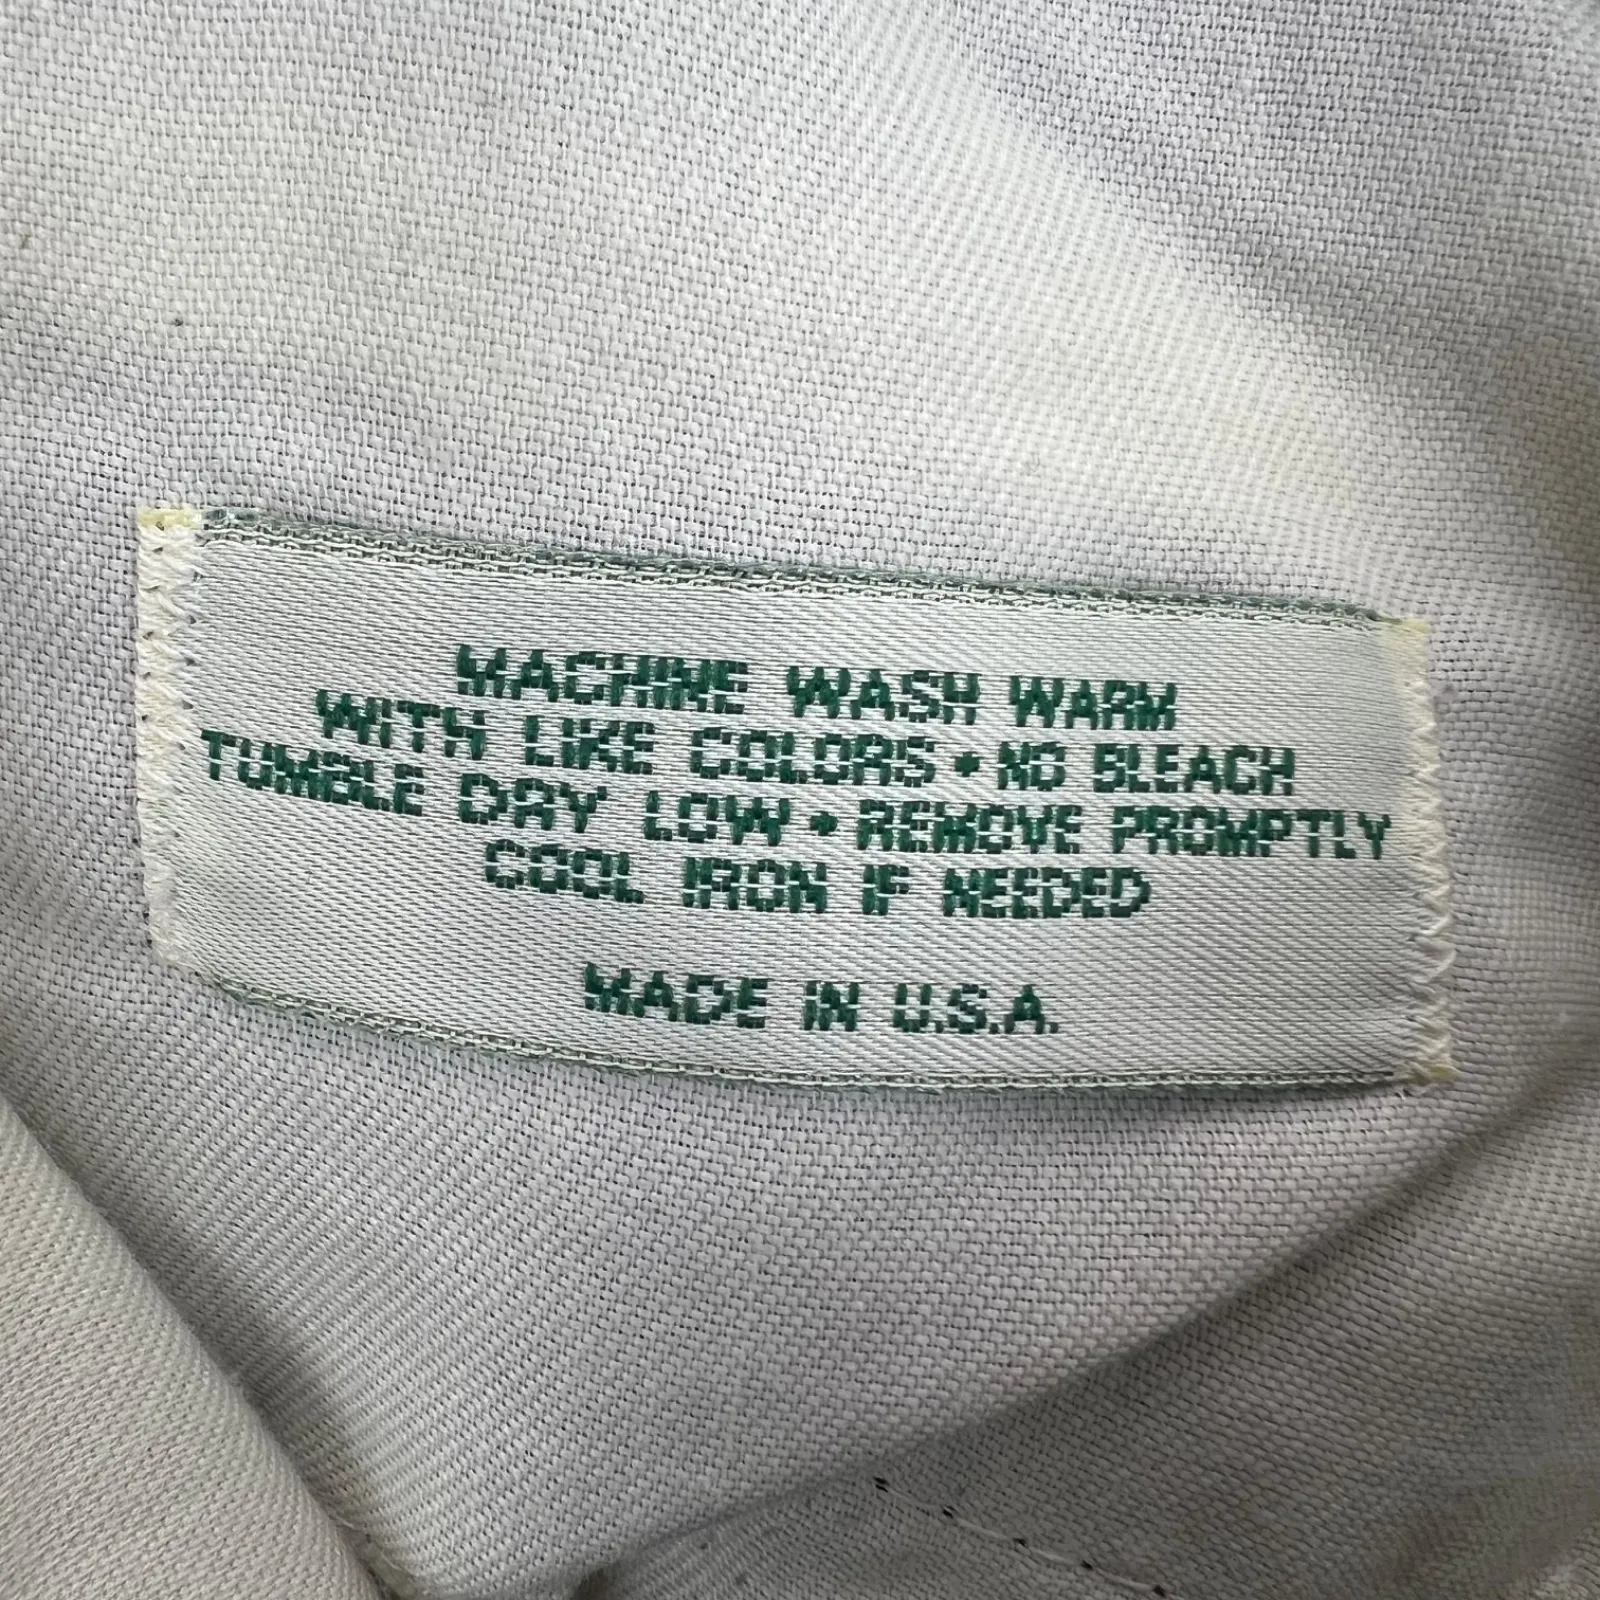 MACHINE WASH WARM
WITH LIKE COLORS • NO BLEACH
TUMBLE DRY LOW • REMOVE PROMPTLY
COOL IRON IF NEEDED
MADE IN U.S.A.